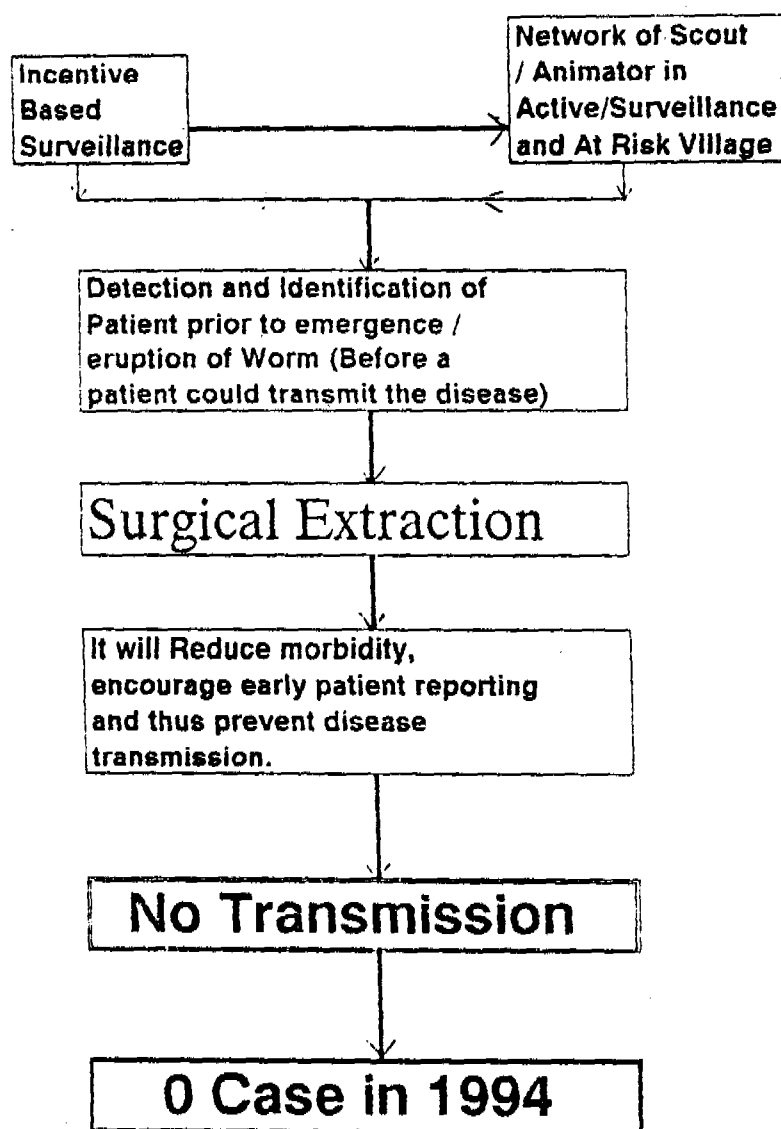 Incentive
Based
Surveillance
Network of Scout
/ Animator in
Active/Surveillance
and At Risk Village
Detection and Identification of
Patient prior to emergence /
eruption of Worm (Before a
patient could transmit the disease)
Surgical Extraction
It will Reduce morbidity,
encourage early patient reporting
and thus prevent disease
transmission.
No Transmission
0 Case in 1994